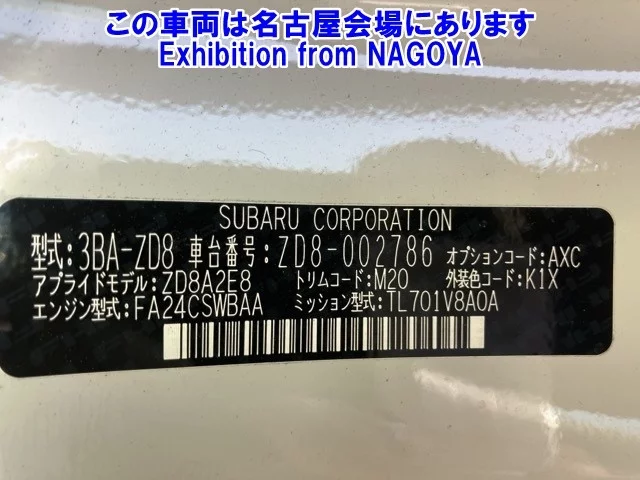 この車両は名古屋会場にあります
Exhibition from NAGOYA
SUBARU CORPORATION
型式:3BA-ZD8 車台番号:ZD8-002786 オプションコード:AXC
アプライドモデル:ZD8A2E8 トリムコード:M20 外装色コード:K1X
エンジン型式:FA24CSWBAA ミッション型式:TL701V8A0A